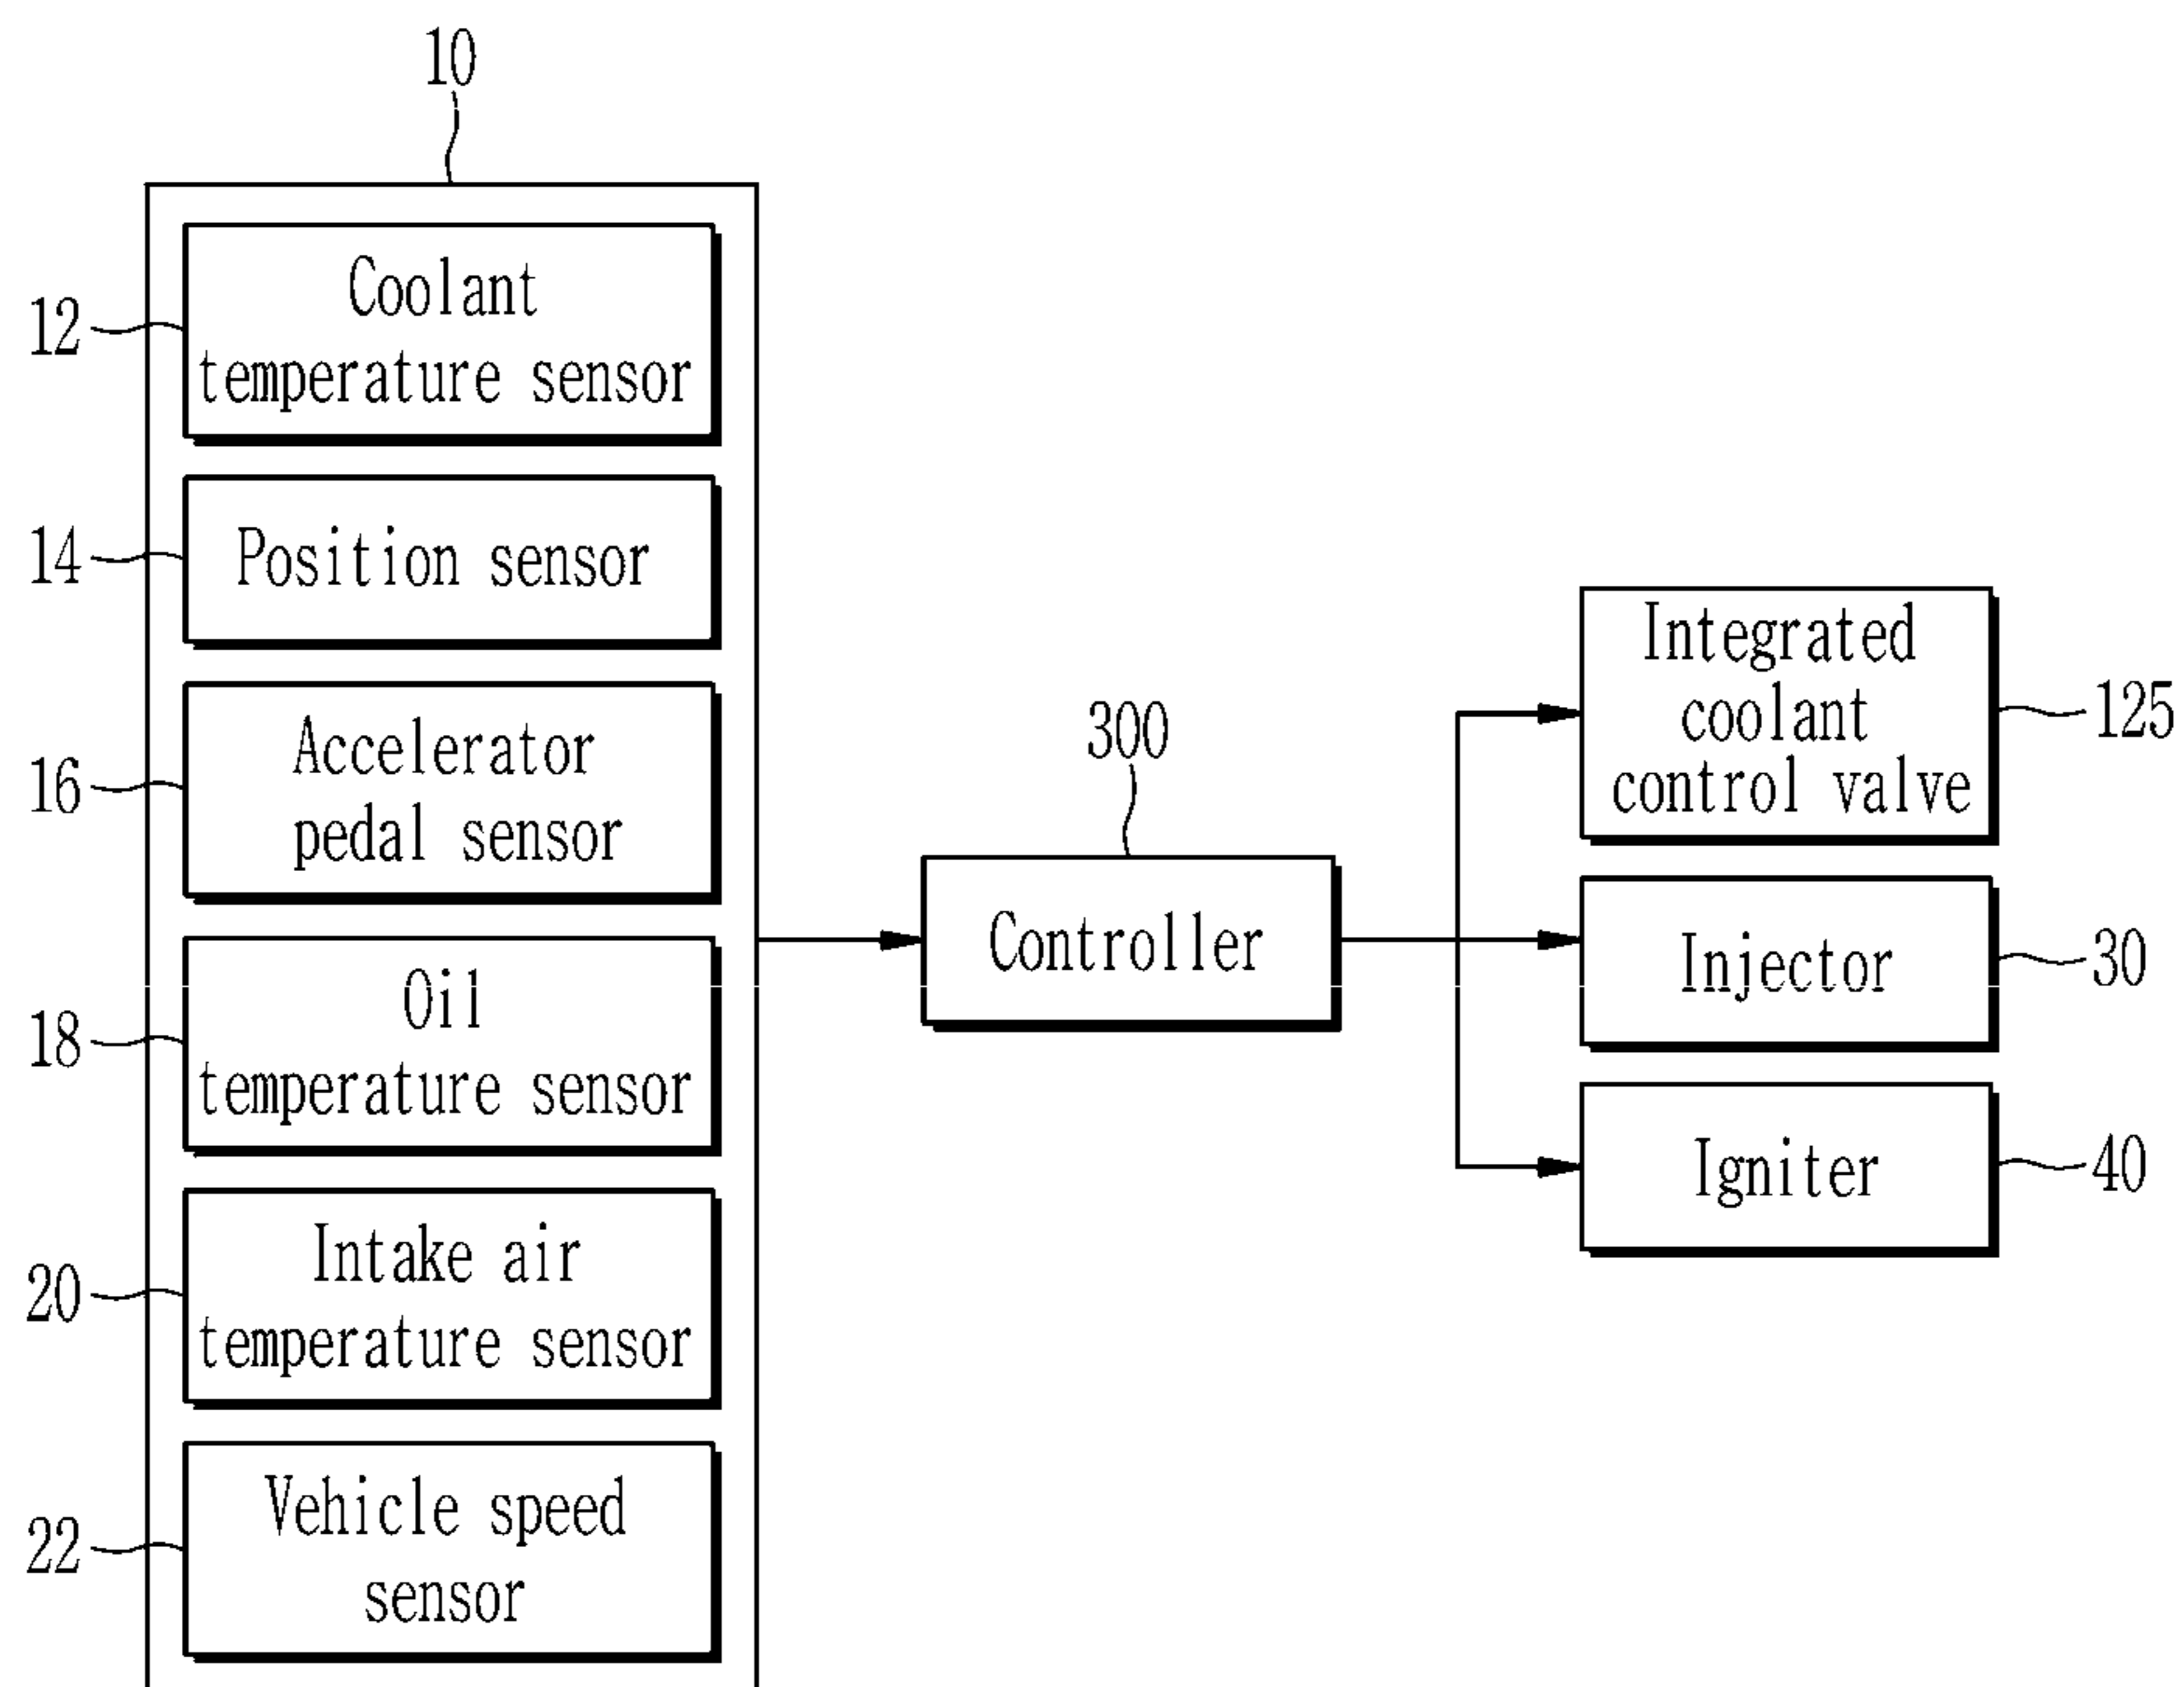 10
12
Coolant
temperature sensor
14
Position sensor
16
Accelerator
pedal sensor
18
Oil
temperature sensor
20
Intake air
temperature sensor
22
Vehicle speed
sensor
300
Controller
Integrated
coolant
control valve
125
Injector
30
Igniter
40